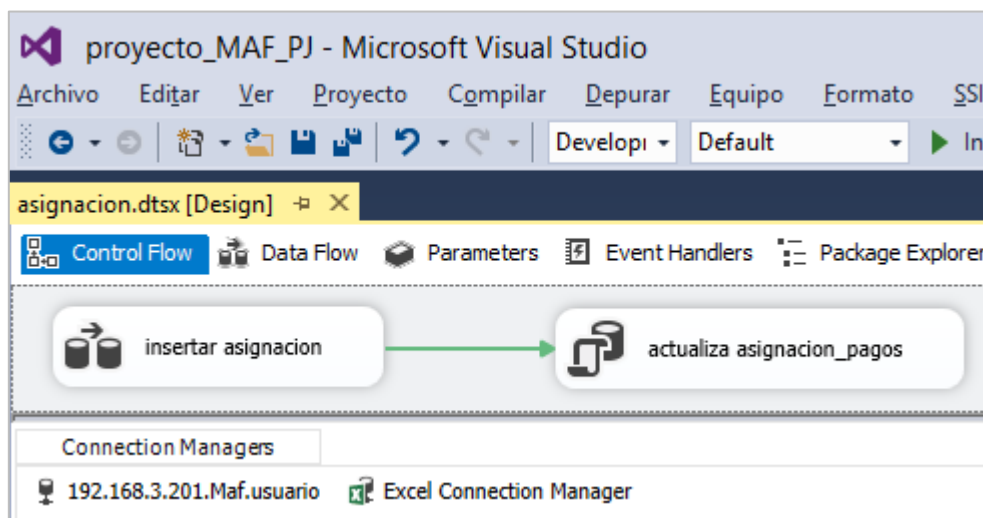 proyecto_MAF_PJ - Microsoft Visual Studio
Archivo Editar Ver Proyecto Compilar Depurar Equipo Formato
Default
asignacion.dtsx [Design]
Control Flow Data Flow Parameters Event Handlers Package Explorer
insertar asignacion actualiza asignacion_pagos
Connection Managers
192.168.3.201.Maf.usuario Excel Connection Manager